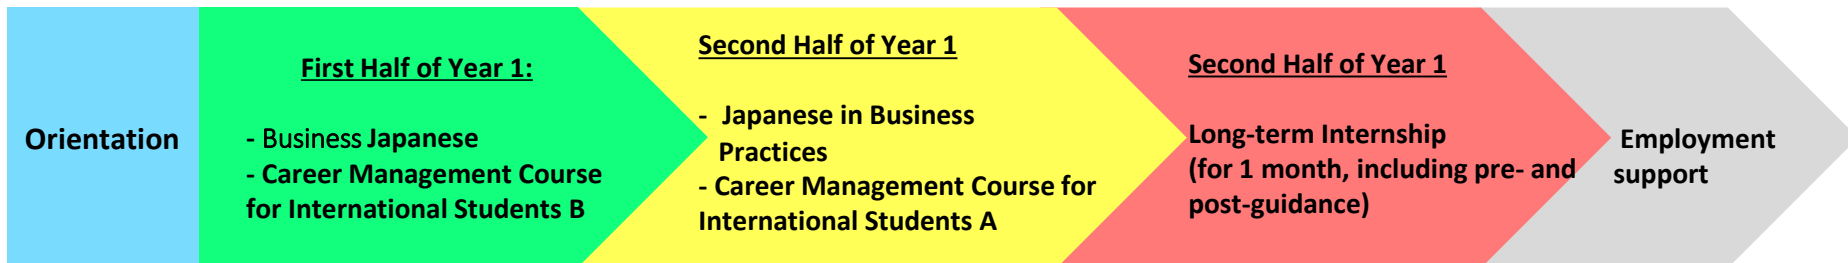 Orientation
First Half of Year 1:
- Business Japanese
- Career Management Course
for International Students B
Second Half of Year 1
- Japanese in Business
Practices
- Career Management Course for
International Students A
Second Half of Year 1
Long-term Internship
(for 1 month, including pre- and
post-guidance)
Employment
support